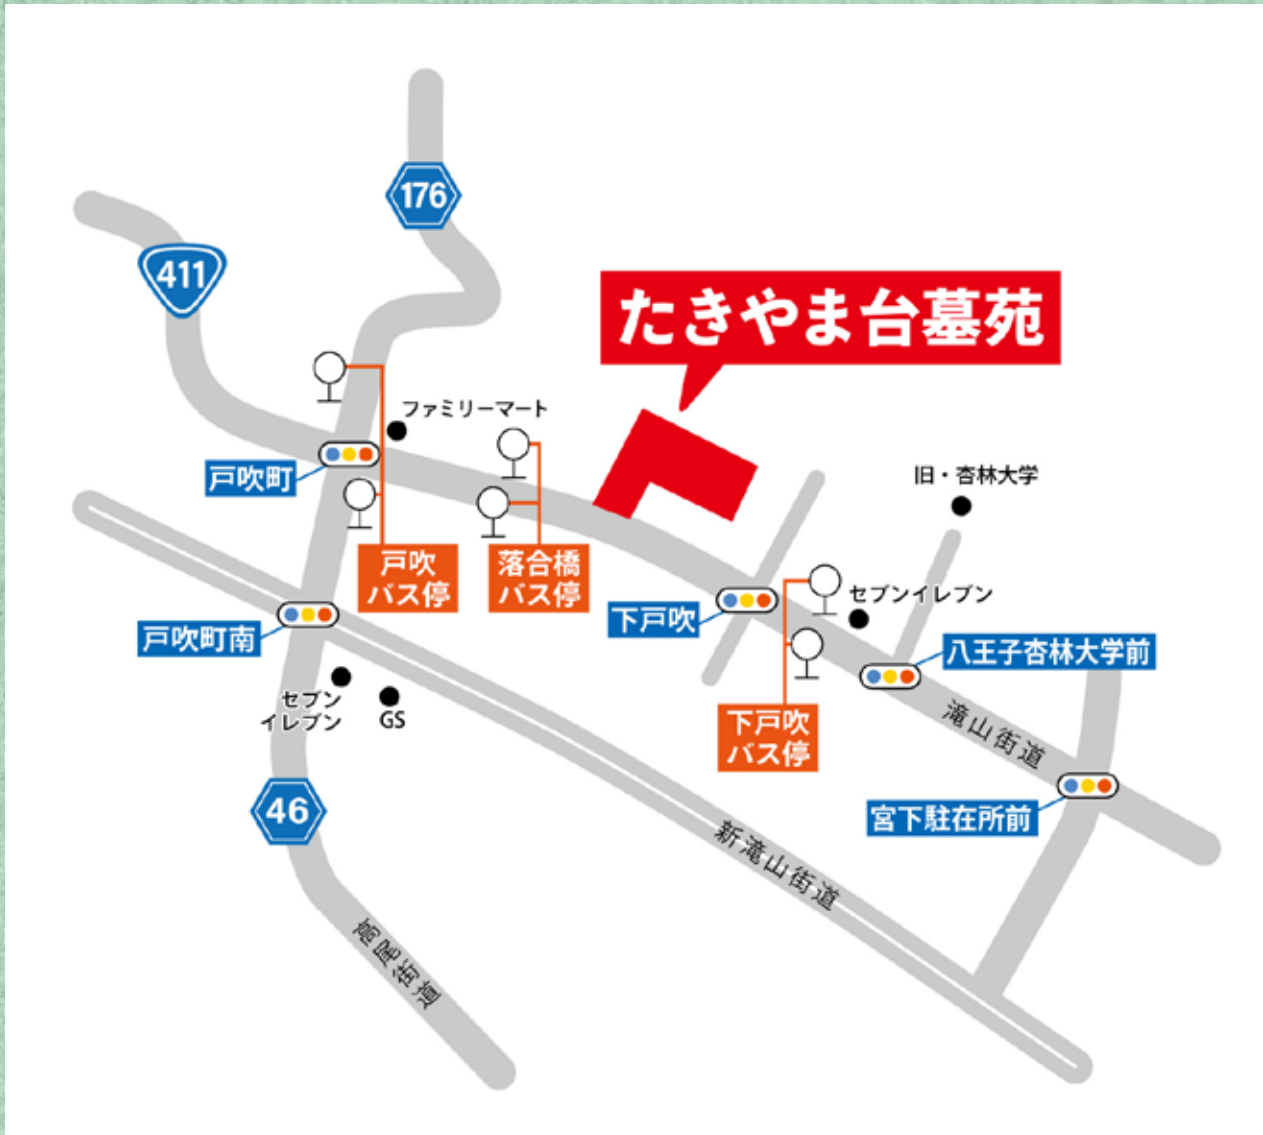 176
411
たきやま台墓苑
ファミリーマート
戸吹町
旧・杏林大学
戸吹
バス停
落合橋
バス停
下戸吹
セブンイレブン
戸吹町南
八王子杏林大学前
セブン
イレブン
GS
下戸吹
バス停
滝山街道
46
宮下駐在所前
新滝山街道
高尾街道